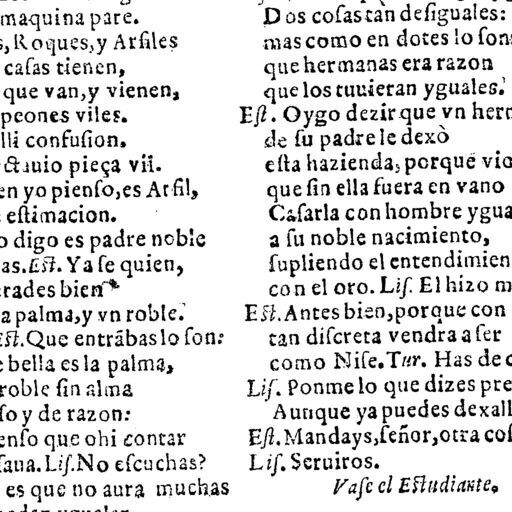 maquina pare.
s, Roques, y Arfiles
casas tienen,
que van, y vienen,
peones viles.
lli confusion.
ctauio pieça vil.
en yo pienso, es Arfil,
estimacion.
o digo es padre noble
as. Est. Ya se quien,
erades bien
a palma, y vn roble.
Est. Que entrābas lo son:
e bella es la palma,
roble sin alma
so y de razon:
enso que ohi contar
saua. Lis. No escuchas?
es que no aura muchas
Dos cosas tan desiguales:
mas como en dotes lo son
que hermanas era razon
que los tuuieran yguales.
Est. Oygo dezir que vn herm
de su padre le dexò
esta hazienda, porque vio
que sin ella fuera en vano
Casarla con hombre ygua
a su noble nacimiento,
supliendo el entendimien
con el oro. Lis. El hizo m
Est. Antes bien, porque con
tan discreta vendra a ser
como Nise. Tur. Has de c
Lis. Ponme lo que dizes pre
Aunque ya puedes dexall
Est. Mandays, señor, otra cos
Lis. Seruiros.
Vase el Estudiante.